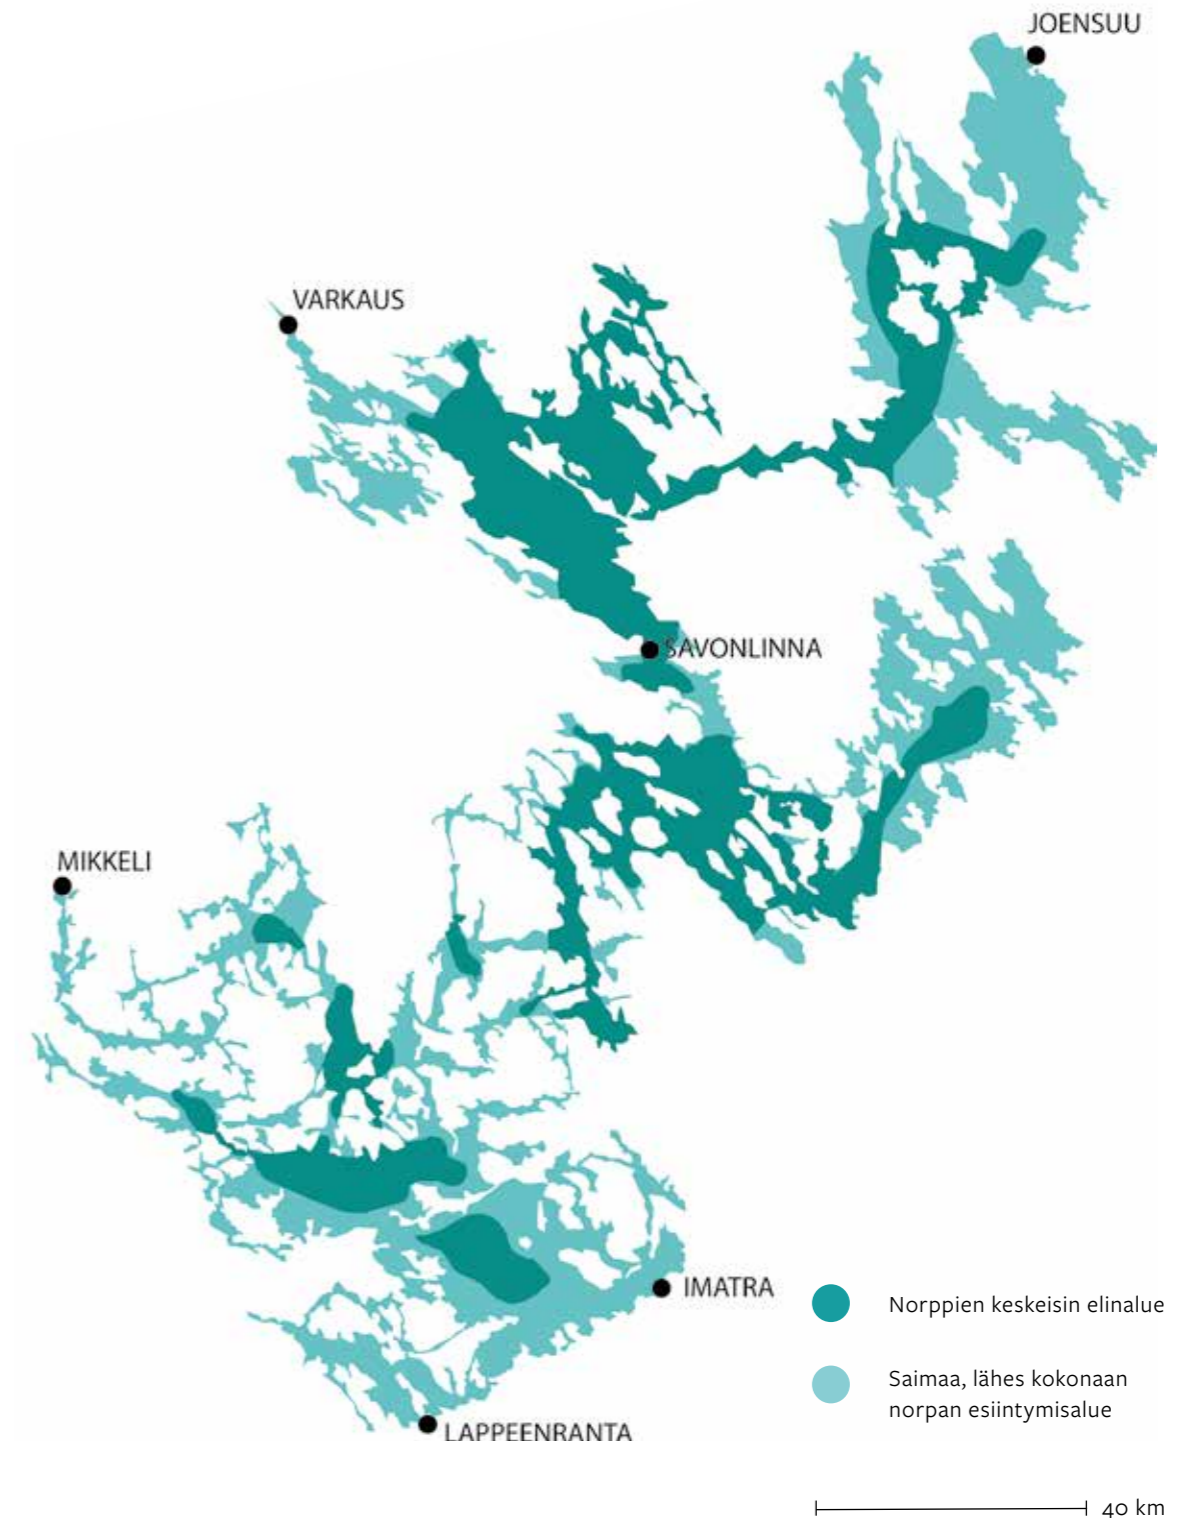 JOENSUU
VARKAUS
SAVONLINNA
MIKKELI
IMATRA
LAPPEENRANTA
Norppien keskeisin elinalue
Saimaa, lähes kokonaan
norpan esiintymisalue
40 km